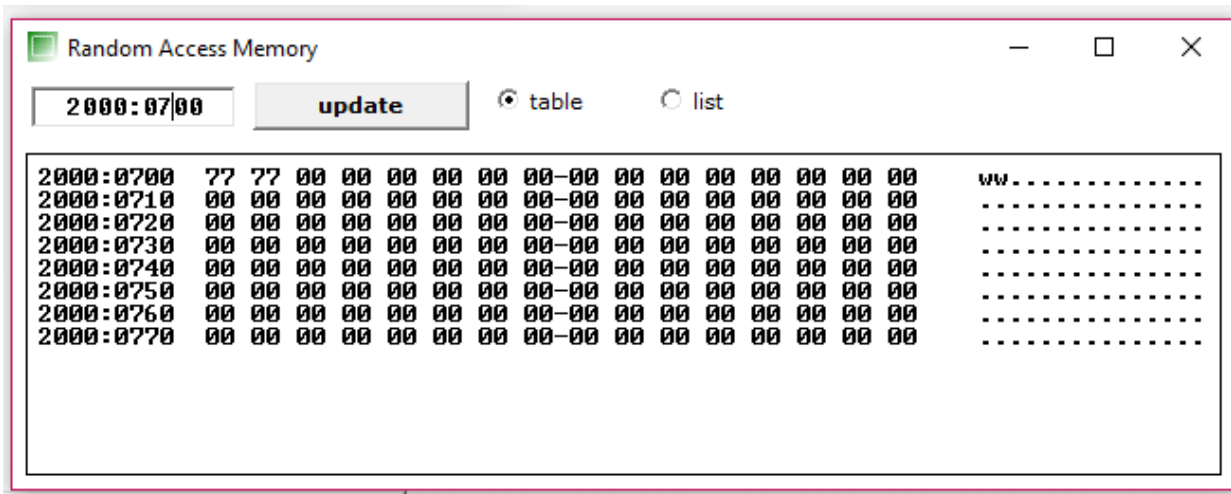 Random Access Memory
2000:0700 update table list
2000:0700 77 77 00 00 00 00 00 00-00 00 00 00 00 00 00 00 ww..............
2000:0710 00 00 00 00 00 00 00 00-00 00 00 00 00 00 00 00 ................
2000:0720 00 00 00 00 00 00 00 00-00 00 00 00 00 00 00 00 ................
2000:0730 00 00 00 00 00 00 00 00-00 00 00 00 00 00 00 00 ................
2000:0740 00 00 00 00 00 00 00 00-00 00 00 00 00 00 00 00 ................
2000:0750 00 00 00 00 00 00 00 00-00 00 00 00 00 00 00 00 ................
2000:0760 00 00 00 00 00 00 00 00-00 00 00 00 00 00 00 00 ................
2000:0770 00 00 00 00 00 00 00 00-00 00 00 00 00 00 00 00 ................